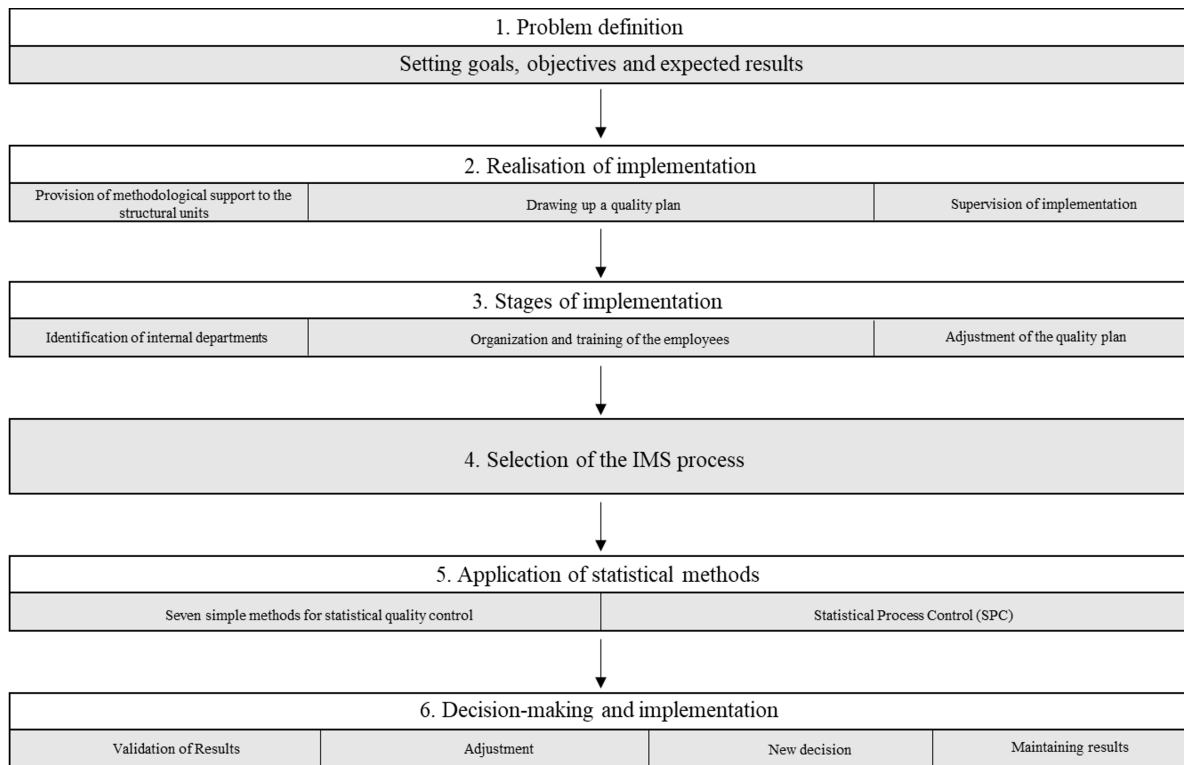 1. Problem definition
Setting goals, objectives and expected results
2. Realisation of implementation
Provision of methodological support to the
structural units
Drawing up a quality plan
Supervision of implementation
3. Stages of implementation
Identification of internal departments
Organization and training of the employees
Adjustment of the quality plan
4. Selection of the IMS process
5. Application of statistical methods
Seven simple methods for statistical quality control
Statistical Process Control (SPC)
6. Decision-making and implementation
Validation of Results
Adjustment
New decision
Maintaining results